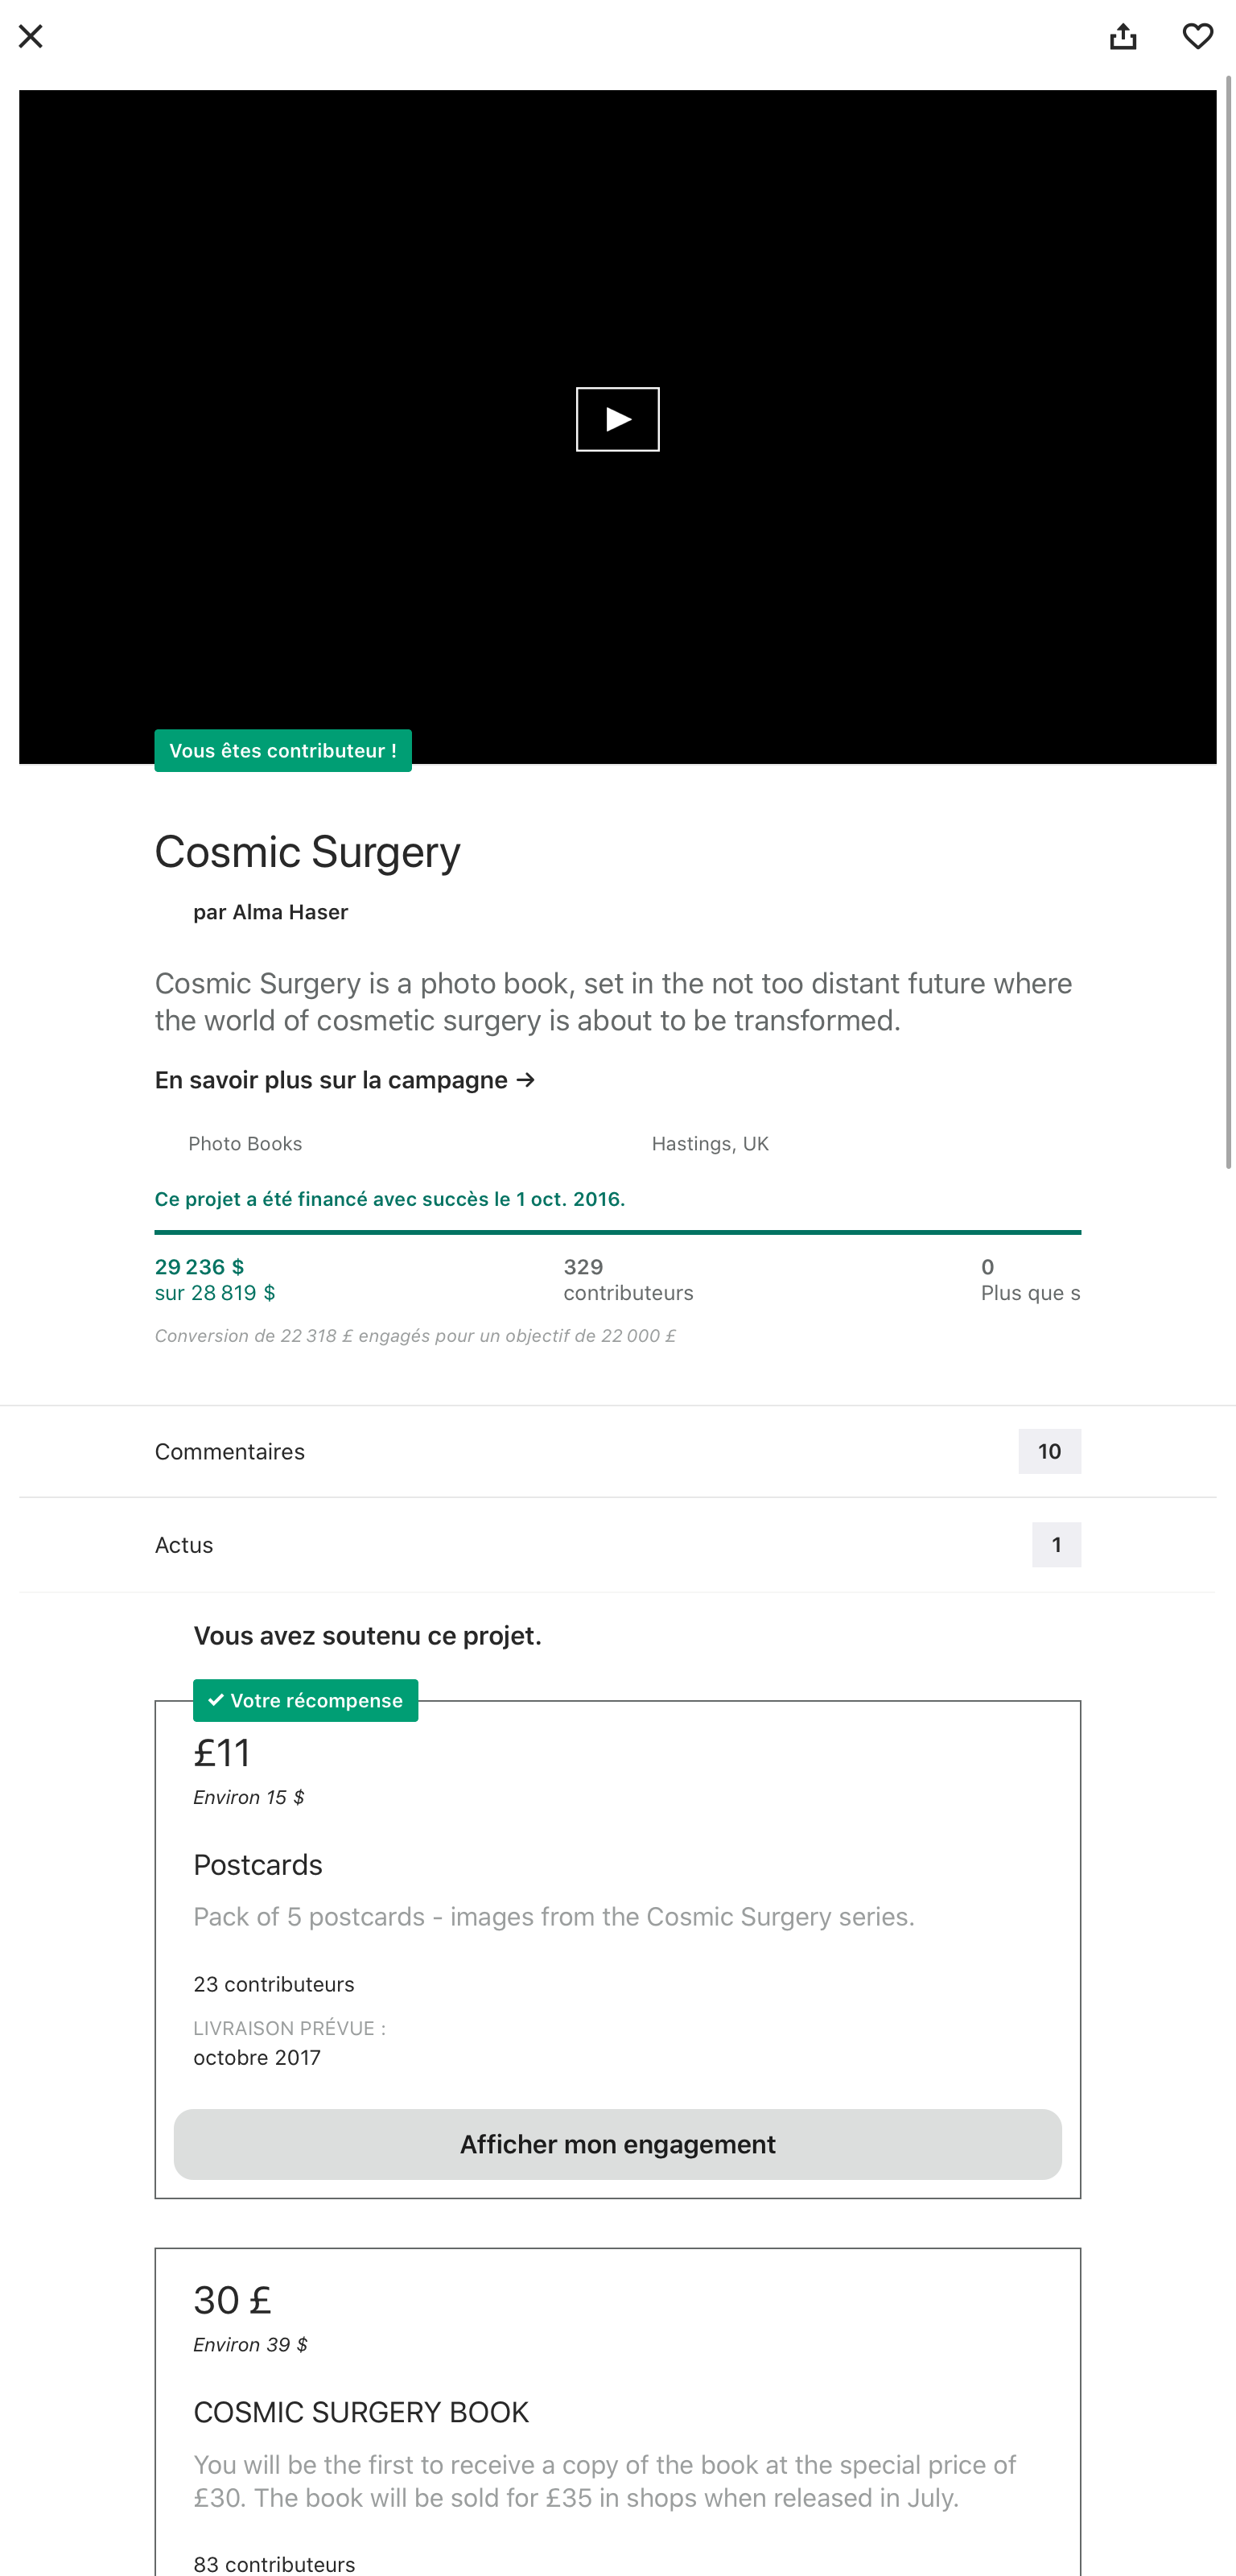 Vous êtes contributeur !
Cosmic Surgery
par Alma Haser
Cosmic Surgery is a photo book, set in the not too distant future where
the world of cosmetic surgery is about to be transformed.
En savoir plus sur la campagne →
Photo Books
Hastings, UK
Ce projet a été financé avec succès le 1 oct. 2016.
29 236 $
sur 28 819 $
329
contributeurs
0
Plus que s
Conversion de 22 318 £ engagés pour un objectif de 22 000 £
Commentaires
10
Actus
1
Vous avez soutenu ce projet.
✓ Votre récompense
£11
Environ 15 $
Postcards
Pack of 5 postcards - images from the Cosmic Surgery series.
23 contributeurs
LIVRAISON PRÉVUE :
octobre 2017
Afficher mon engagement
30 £
Environ 39 $
COSMIC SURGERY BOOK
You will be the first to receive a copy of the book at the special price of
£30. The book will be sold for £35 in shops when released in July.
83 contributeurs